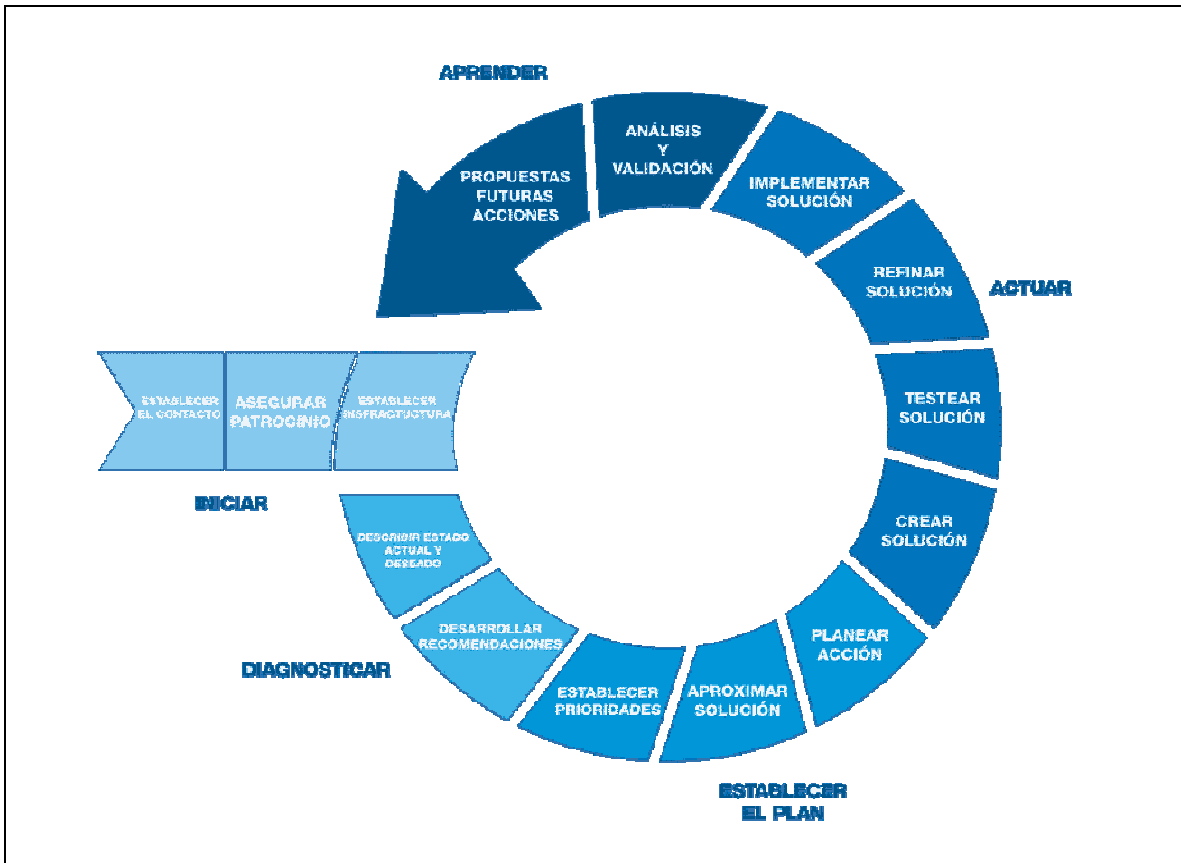 APRENDER
ANÁLISIS
Y
VALIDACIÓN
PROPUESTAS
FUTURAS
ACCIONES
IMPLEMENTAR
SOLUCIÓN
REFINAR
SOLUCIÓN
ACTUAR
TESTEAR
SOLUCIÓN
ESTABLECER
EL CONTACTO
ASEGURAR
PATROCINIO
ESTABLECER
INSFRACTUCTURA
INICIAR
CREAR
SOLUCIÓN
DESCRIBIR ESTADO
ACTUAL Y
DESEADO
DESARROLLAR
RECOMENDACIONES
DIAGNOSTICAR
PLANEAR
ACCIÓN
ESTABLECER
PRIORIDADES
APROXIMAR
SOLUCIÓN
ESTABLECER
EL PLAN